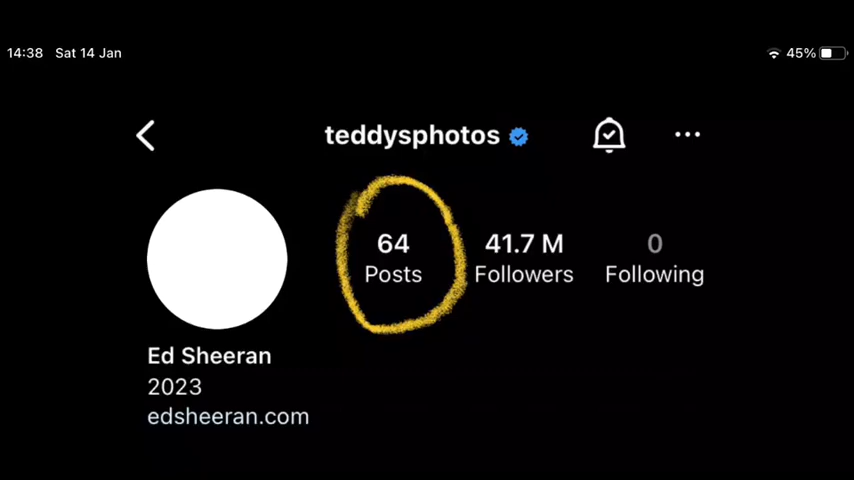 14:38 Sat 14 Jan 45%
teddysphotos
64 41.7 M 0
Posts Followers Following
Ed Sheeran
2023
edsheeran.com